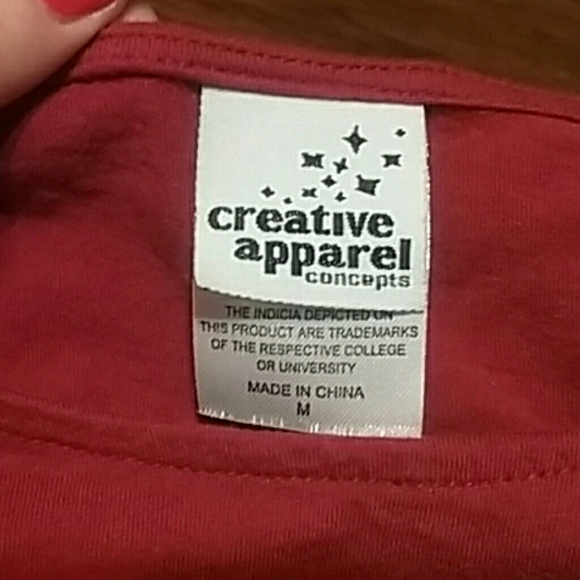 creative
apparel
concepts
THE INDICIA DEPICTED ON
THIS PRODUCT ARE TRADEMARKS
OF THE RESPECTIVE COLLEGE
OR UNIVERSITY
MADE IN CHINA
M